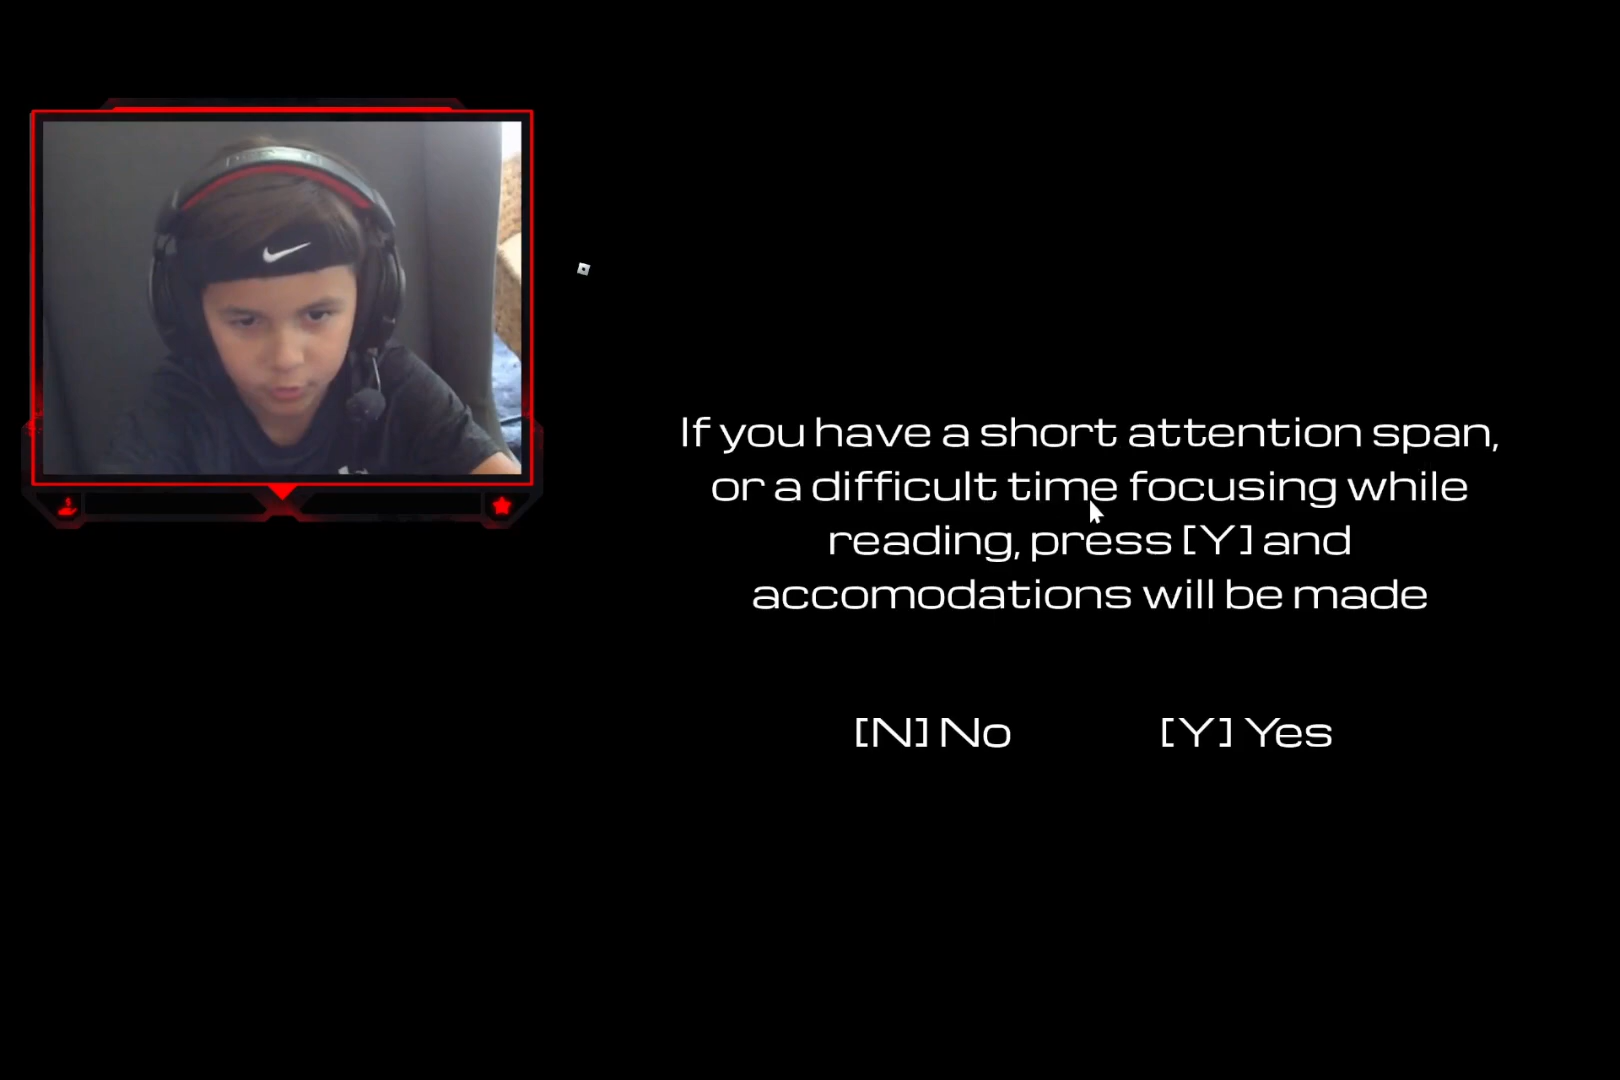 If you have a short attention span,
or a difficult time focusing while
reading, press [Y] and
accomodations will be made
[N] No [Y] Yes